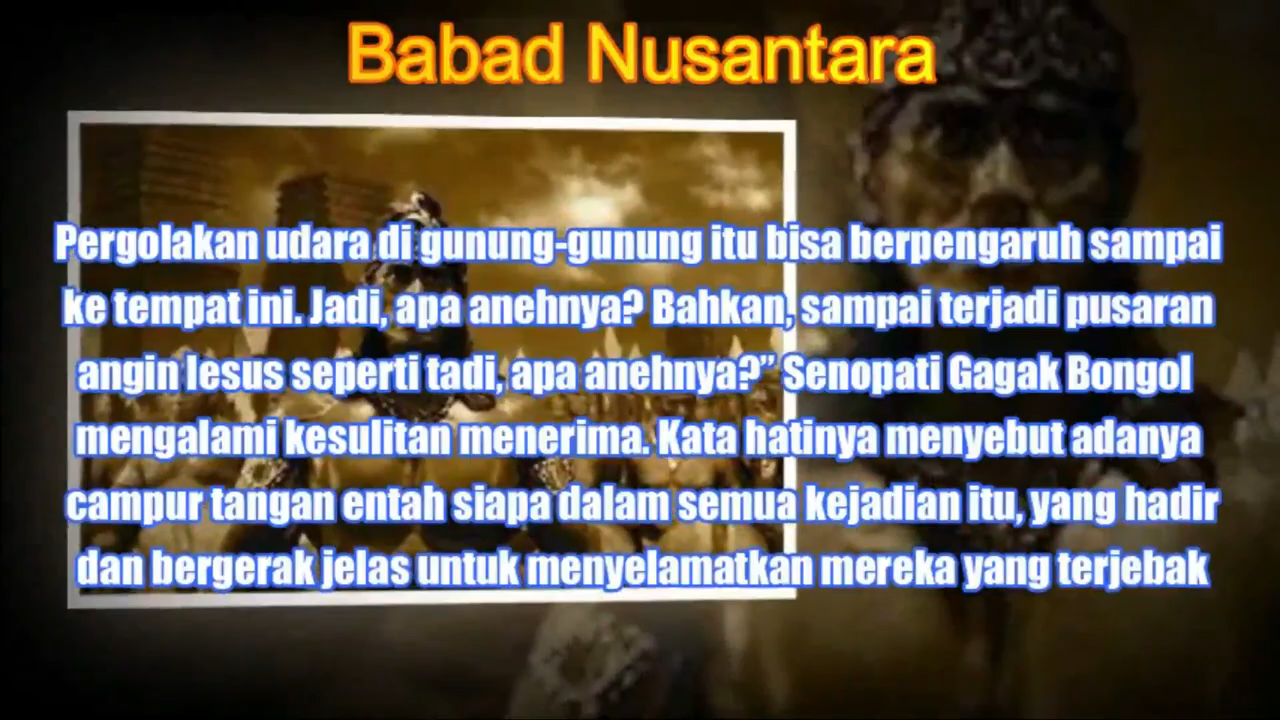 Babad Nusantara
Pergolakan udara di gunung-gunung itu bisa berpengaruh sampai
ke tempat ini. Jadi, apa anehnya? Bahkan, sampai terjadi pusaran
angin lesus seperti tadi, apa anehnya?” Senopati Gagak Bongol
mengalami kesulitan menerima. Kata hatinya menyebut adanya
campur tangan entah siapa dalam semua kejadian itu, yang hadir
dan bergerak jelas untuk menyelamatkan mereka yang terjebak